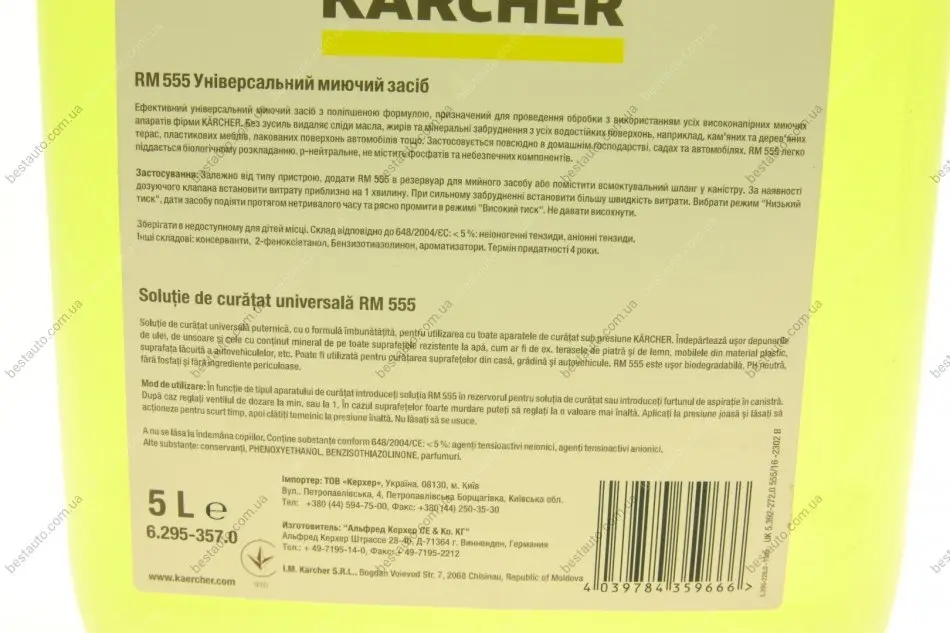 KÄRCHER
RM 555 Універсальний миючий засіб
Ефективний універсальний миючий засіб з поліпшеною формулою, призначений для проведення обробки з використанням усіх високонапірних миючих
апаратів фірми KÄRCHER. Без зусиль видаляє сліди масла, жирів та мінеральні забруднення з усіх водостійких поверхонь, наприклад, кам'яних та дерев'яних
терас, пластикових меблів, лакованих поверхонь автомобілів тощо. Застосовується повсюдно в домашнім господарстві, садах та автомобілях. RM 555 легко
піддається біологічному розкладанню. p-нейтральне, не містить фосфатів та небезпечних компонентів.
Застосування: Залежно від типу пристрою, додати RM 555 в резервуар для мийного засобу або помістити всмоктувальний шланг у каністру. За наявності
дозуючого клапана встановити витрату приблизно на 1 хвилину. При сильному забрудненні встановити більшу швидкість витрати. Вибрати режим "Низький
тиск", дати засобу подіяти протягом нетривалого часу та рясно промити в режимі "Високий тиск". Не давати висохнути.
Зберігати в недоступному для дітей місці. Склад відповідно до 648/2004/ЄС: < 5 %: неіоногенні тензиди, аніонні тензиди.
Інші складові: консерванти, 2-феноксіетанол, Бензизотіазолинон, ароматизатори. Термін придатності 4 роки.
Soluție de curățat universală RM 555
Soluție de curățat universală puternică, cu o formulă îmbunătățită, pentru utilizarea cu toate aparatele de curățat sub presiune KÄRCHER. Îndepărtează ușor depunerile
de ulei, de unsoare și cele cu conținut mineral de pe toate suprafețele rezistente la apă, cum ar fi de ex. terasele de piatră și de lemn, mobilele din material plastic,
suprafața lăcuită a autovehiculelor, etc. Poate fi utilizată pentru curățarea suprafețelor din casă, grădină și autovehicule. RM 555 este ușor biodegradabilă, PH neutră,
fără fosfați și fără ingrediente periculoase.
Mod de utilizare: În funcție de tipul aparatului de curățat introduceți soluția RM 555 în rezervorul pentru soluția de curățat sau introduceți furtunul de aspirație în canistră.
După caz reglați ventilul de dozare la min, sau la 1. În cazul suprafețelor foarte murdare puteți să reglați la o valoare mai înaltă. Aplicați la presiune joasă și lăsați să
acționeze pentru scurt timp, apoi clătiți temeinic la presiune înaltă. Nu lăsați să se usuce.
A nu se lăsa la îndemâna copiilor. Conține substanțe conform 648/2004/CE: < 5 %: agenți tensioactivi neionici, agenți tensioactivi anionici.
Alte substanțe: conservanți, PHENOXYETHANOL, BENZISOTHIAZOLINONE, parfumuri.
5 L e
6.295-357.0
www.kaercher.com
Імпортер: ТОВ «Керхер», Україна, 08130, м. Київ
Вул.. Петропавлівська, 4, Петропавлівська Борщагівка, Київська обл.
Тел: +380 (44) 594-75-00, Факс: +380 (44) 250-35-30
Изготовитель: "Альфред Керхер СЕ & Ко. КГ"
Альфред Керхер Штрассе 28-40, Д-71364 г. Винненден, Германия
Тел.: + 49-7195-14-0, Факс: + 49-7195-2212
I.M. Karcher S.R.L., Bogdan Voievod Str. 7, 2068 Chisinau, Republic of Moldova
4 039784 359666 >
UK 5.392-272.0 555/16 -2302 B
bestauto.com.ua